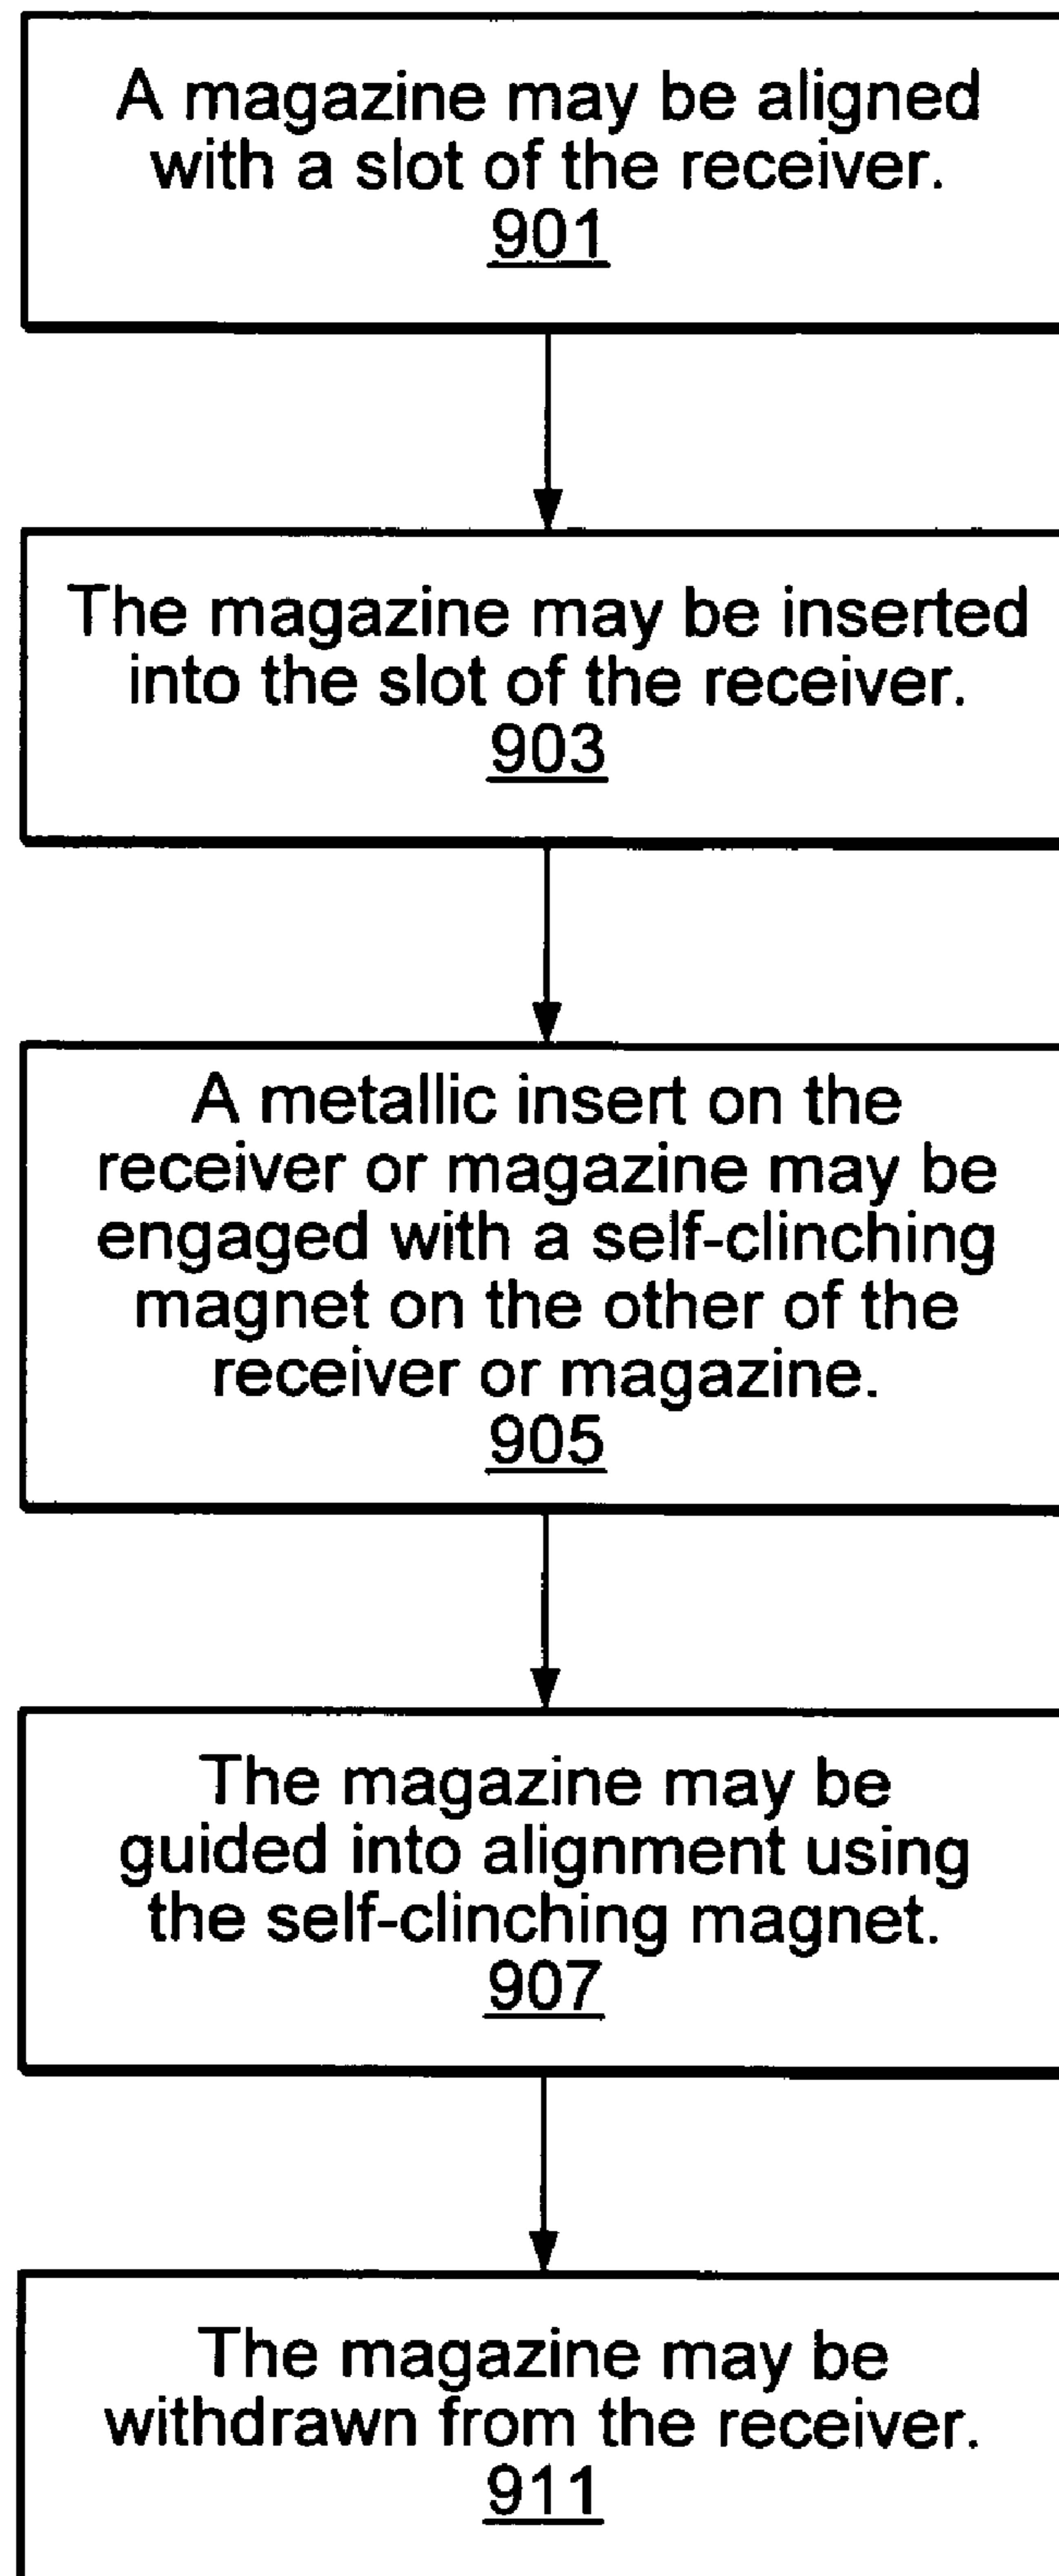 A magazine may be aligned
with a slot of the receiver.
901
The magazine may be inserted
into the slot of the receiver.
903
A metallic insert on the
receiver or magazine may be
engaged with a self-clinching
magnet on the other of the
receiver or magazine.
905
The magazine may be
guided into alignment using
the self-clinching magnet.
907
The magazine may be
withdrawn from the receiver.
911